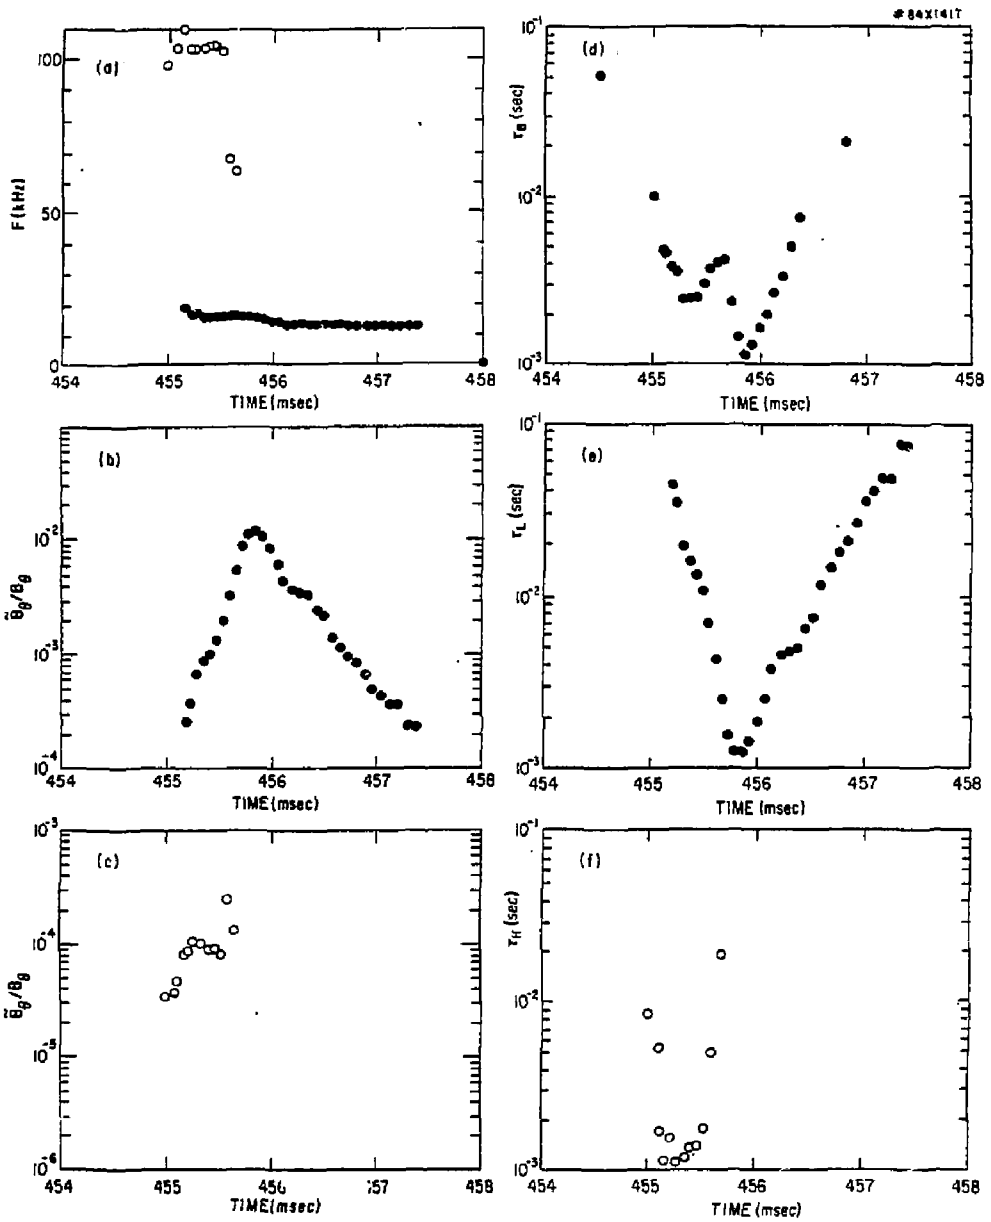 #84X1417
(a)
F(kHz)
100
50
0
454 455 456 457 458
TIME(msec)
(d)
τB (sec)
10-1
10-2
10-3
454 455 456 457 458
TIME(msec)
(b)
B̃θ/Bθ
10-2
10-3
10-4
454 455 456 457 458
TIME(msec)
(e)
τL (sec)
10-1
10-2
10-3
454 455 456 457 458
TIME (msec)
(c)
B̃θ/Bθ
10-3
10-4
10-5
10-6
454 455 456 457 458
TIME(msec)
(f)
τH (sec)
10-1
10-2
10-3
454 455 456 457 458
TIME(msec)